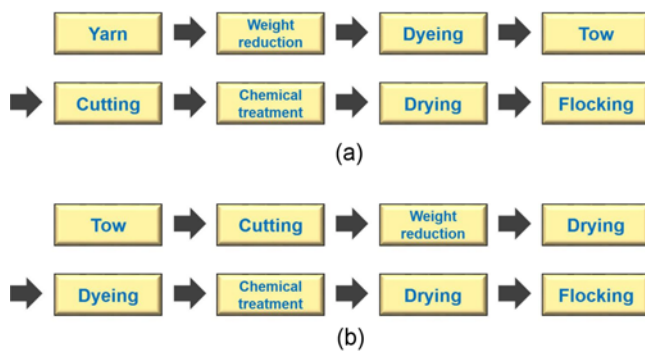 Yarn
Weight
reduction
Dyeing
Tow
Cutting
Chemical
treatment
Drying
Flocking
(a)
Tow
Cutting
Weight
reduction
Drying
Dyeing
Chemical
treatment
Drying
Flocking
(b)